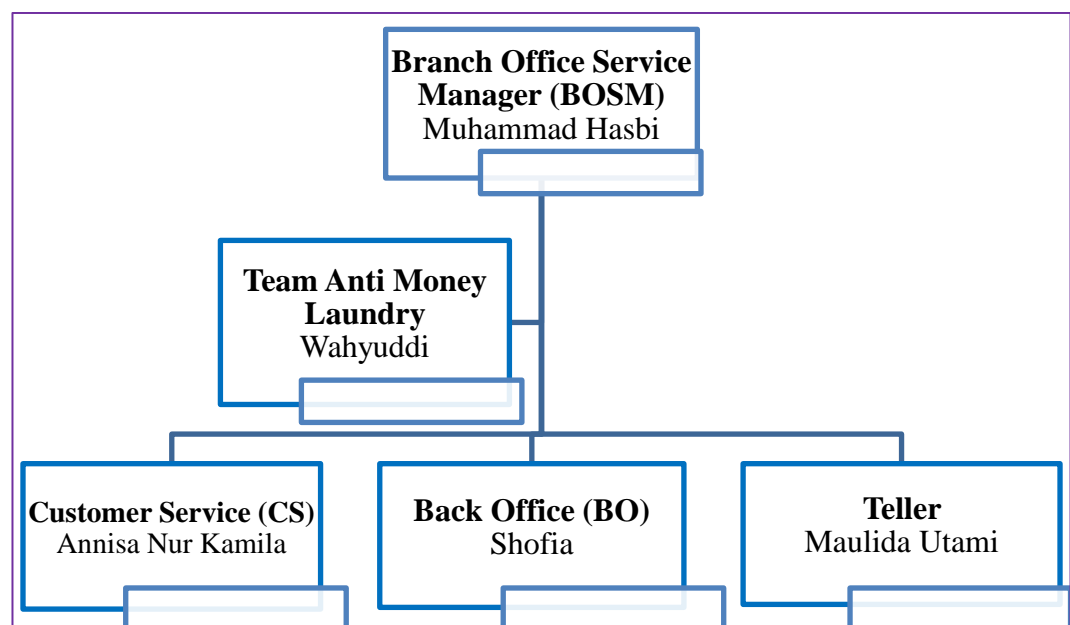 Branch Office Service
Manager (BOSM)
Muhammad Hasbi
Team Anti Money
Laundry
Wahyuddi
Customer Service (CS)
Annisa Nur Kamila
Back Office (BO)
Shofia
Teller
Maulida Utami